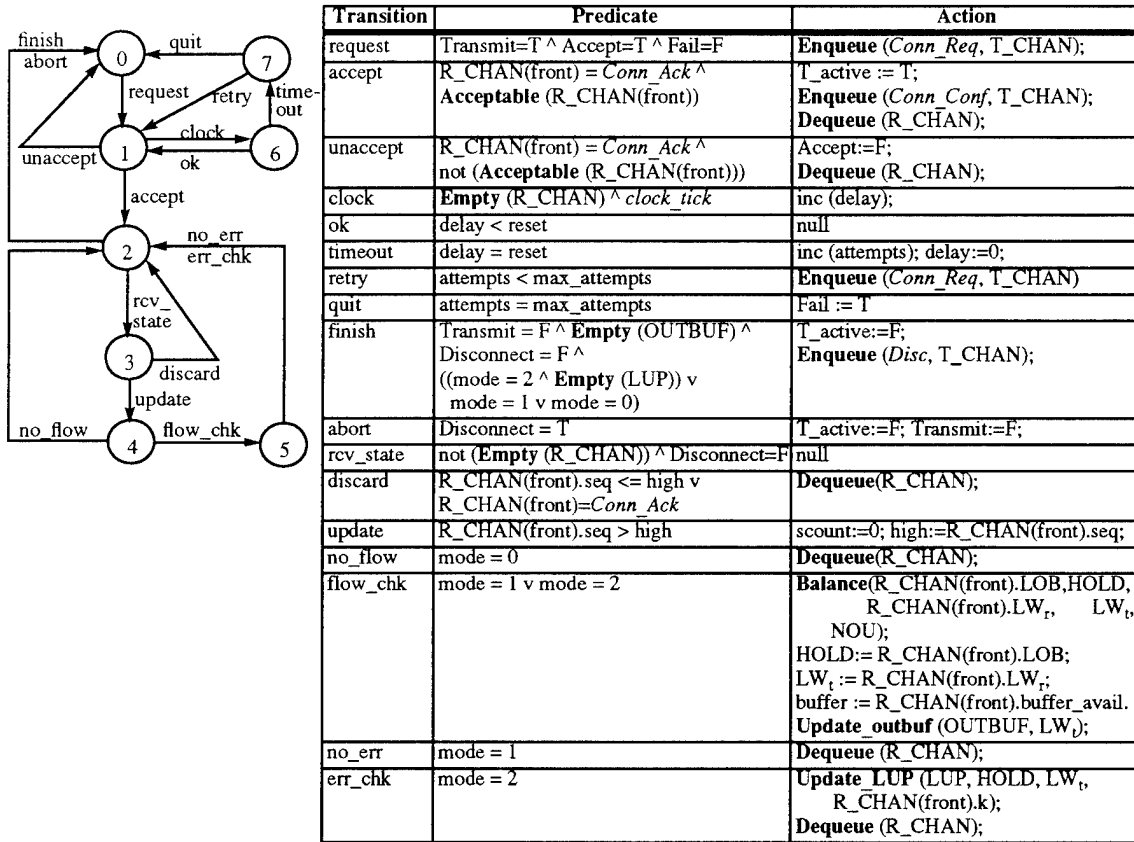 finish
abort
quit
0
7
request
retry
time-
out
clock
unaccept
1
ok
6
accept
no_err
2
err_chk
rcv_
state
3
discard
update
no_flow
4
flow_chk
5
Transition Predicate Action
request Transmit=T ^ Accept=T ^ Fail=F Enqueue (Conn_Req, T_CHAN);
accept R_CHAN(front) = Conn_Ack ^ T_active := T;
Acceptable (R_CHAN(front)) Enqueue (Conn_Conf, T_CHAN);
Dequeue (R_CHAN);
unaccept R_CHAN(front) = Conn_Ack ^ Accept:=F;
not (Acceptable (R_CHAN(front))) Dequeue (R_CHAN);
clock Empty (R_CHAN) ^ clock_tick inc (delay);
ok delay < reset null
timeout delay = reset inc (attempts); delay:=0;
retry attempts < max_attempts Enqueue (Conn_Req, T_CHAN)
quit attempts = max_attempts Fail := T
finish Transmit = F ^ Empty (OUTBUF) ^ T_active:=F;
Disconnect = F ^ Enqueue (Disc, T_CHAN);
((mode = 2 ^ Empty (LUP)) v
mode = 1 v mode = 0)
abort Disconnect = T T_active:=F; Transmit:=F;
rcv_state not (Empty (R_CHAN)) ^ Disconnect=F null
discard R_CHAN(front).seq <= high v Dequeue(R_CHAN);
R_CHAN(front)=Conn_Ack
update R_CHAN(front).seq > high scount:=0; high:=R_CHAN(front).seq;
no_flow mode = 0 Dequeue(R_CHAN);
flow_chk mode = 1 v mode = 2 Balance(R_CHAN(front).LOB,HOLD,
R_CHAN(front).LWr, LWt,
NOU);
HOLD:= R_CHAN(front).LOB;
LWt := R_CHAN(front).LWr;
buffer := R_CHAN(front).buffer_avail.
Update_outbuf (OUTBUF, LWt);
no_err mode = 1 Dequeue (R_CHAN);
err_chk mode = 2 Update_LUP (LUP, HOLD, LWt,
R_CHAN(front).k);
Dequeue (R_CHAN);